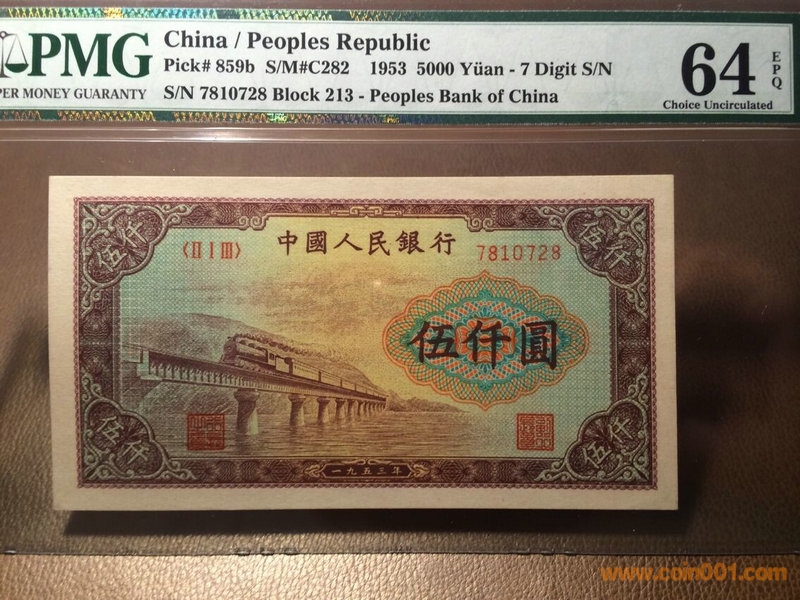 PMG
PER MONEY GUARANTY
China / Peoples Republic
Pick# 859b S/M#C282 1953 5000 Yüan - 7 Digit S/N
S/N 7810728 Block 213 - Peoples Bank of China
64
EPQ
Choice Uncirculated
伍仟
伍仟
〈II I III〉
中國人民銀行
7810728
伍仟圓
伍仟
伍仟
一九五三年
www.com001.com